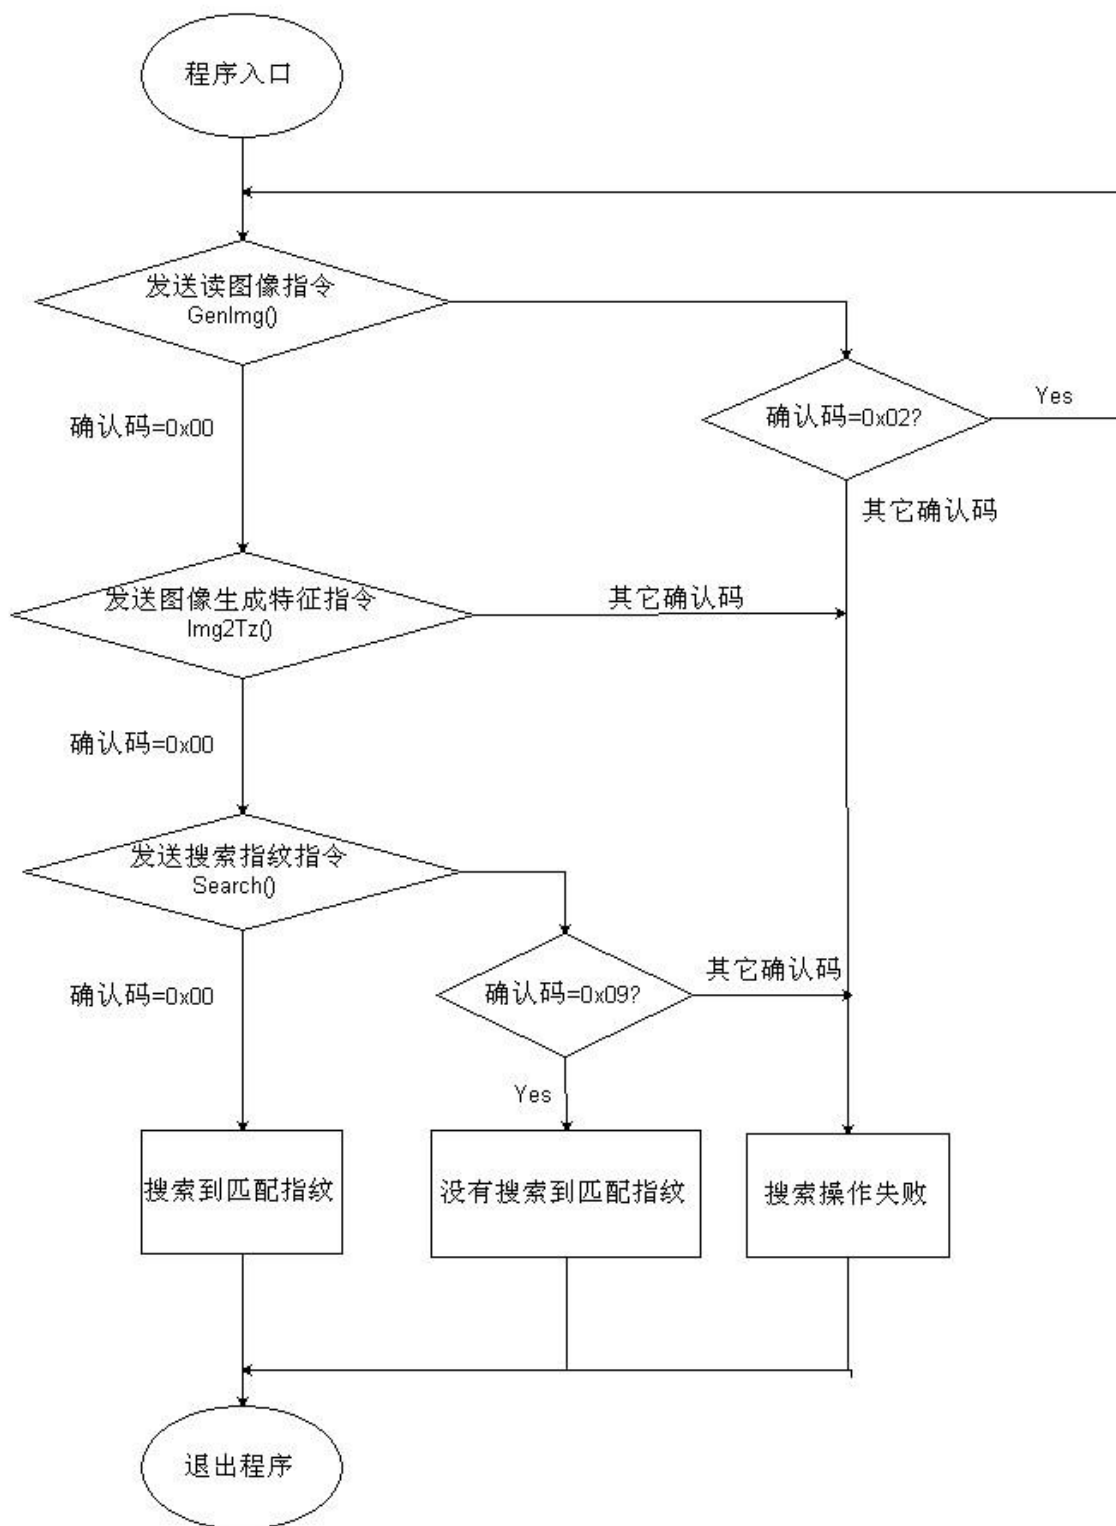 程序入口
发送读图像指令
GenImg()
Yes
确认码=0x02?
确认码=0x00
其它确认码
发送图像生成特征指令
Img2Tz()
其它确认码
确认码=0x00
发送搜索指纹指令
Search()
其它确认码
确认码=0x00
确认码=0x09?
Yes
搜索到匹配指纹
没有搜索到匹配指纹
搜索操作失败
退出程序